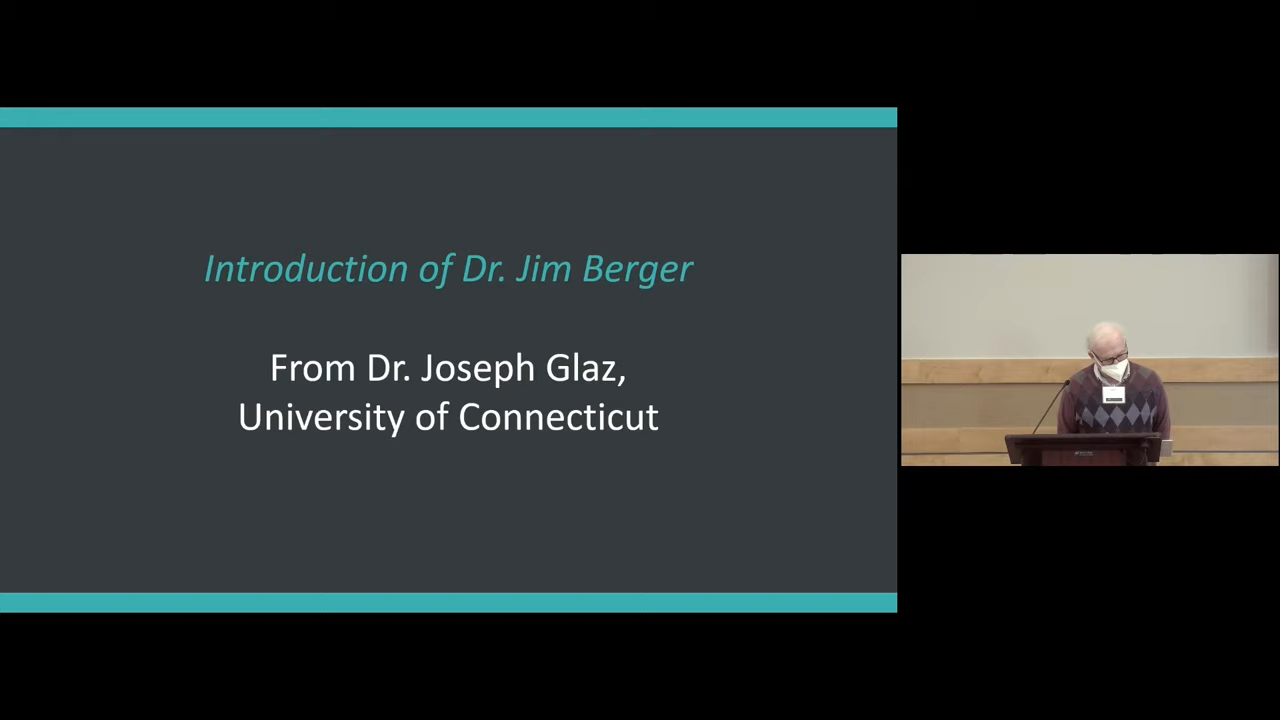 Introduction of Dr. Jim Berger
From Dr. Joseph Glaz,
University of Connecticut